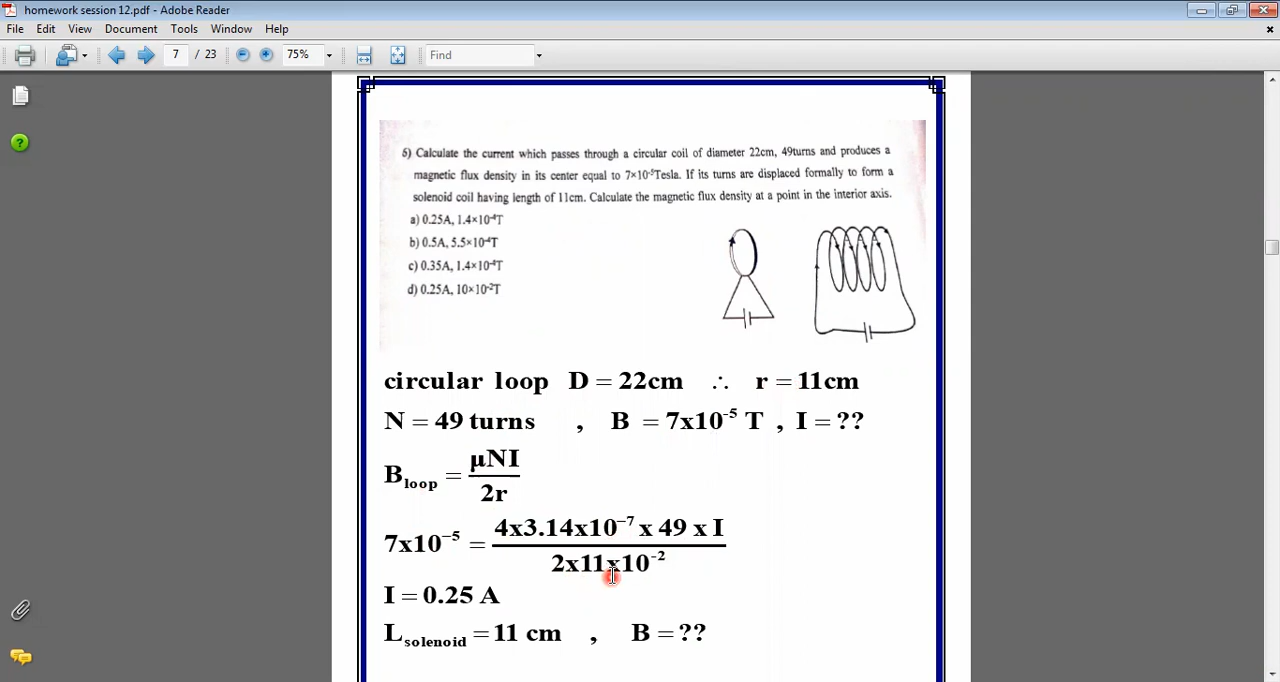 homework session 12.pdf - Adobe Reader
File Edit View Document Tools Window Help
7 / 23 75% Find
6) Calculate the current which passes through a circular coil of diameter 22cm, 49turns and produces a
magnetic flux density in its center equal to 7×10⁻⁵Tesla. If its turns are displaced formally to form a
solenoid coil having length of 11cm. Calculate the magnetic flux density at a point in the interior axis.
a) 0.25A, 1.4×10⁻⁴T
b) 0.5A, 5.5×10⁻⁴T
c) 0.35A, 1.4×10⁻⁴T
d) 0.25A, 10×10⁻²T
circular loop D = 22cm ∴ r = 11cm
N = 49 turns , B = 7x10⁻⁵ T , I = ??
B_loop = μNI / 2r
7x10⁻⁵ = 4x3.14x10⁻⁷ x 49 x I / 2x11x10⁻²
I = 0.25 A
L_solenoid = 11 cm , B = ??